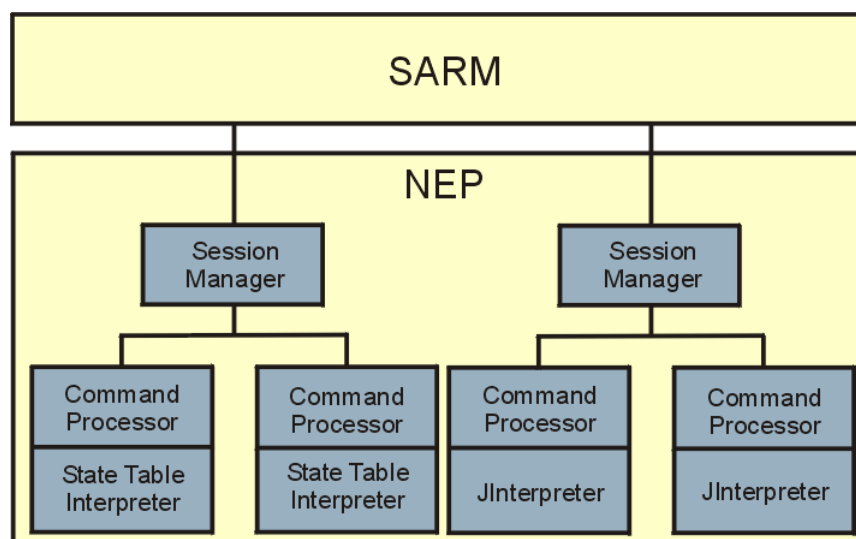 SARM
NEP
Session
Manager
Session
Manager
Command
Processor
State Table
Interpreter
Command
Processor
State Table
Interpreter
Command
Processor
JInterpreter
Command
Processor
JInterpreter